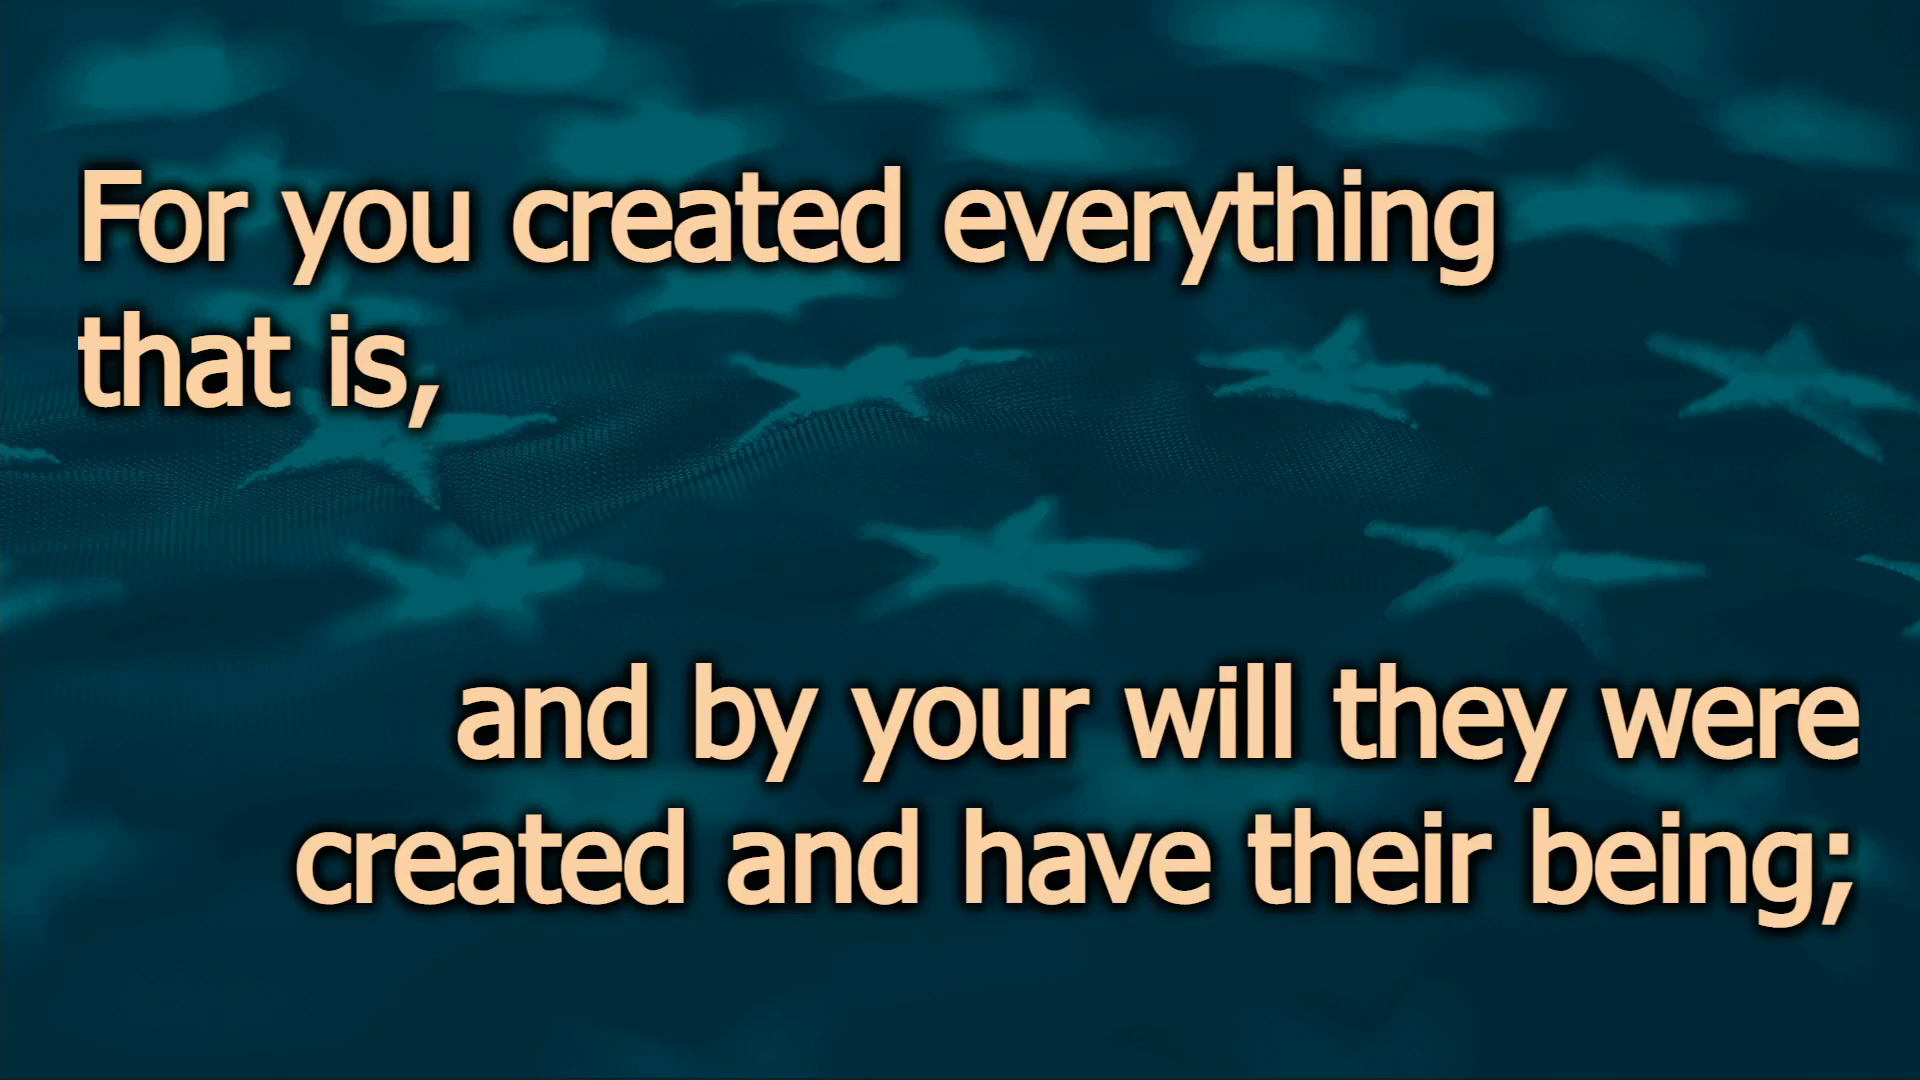 For you created everything
that is,
and by your will they were
created and have their being;